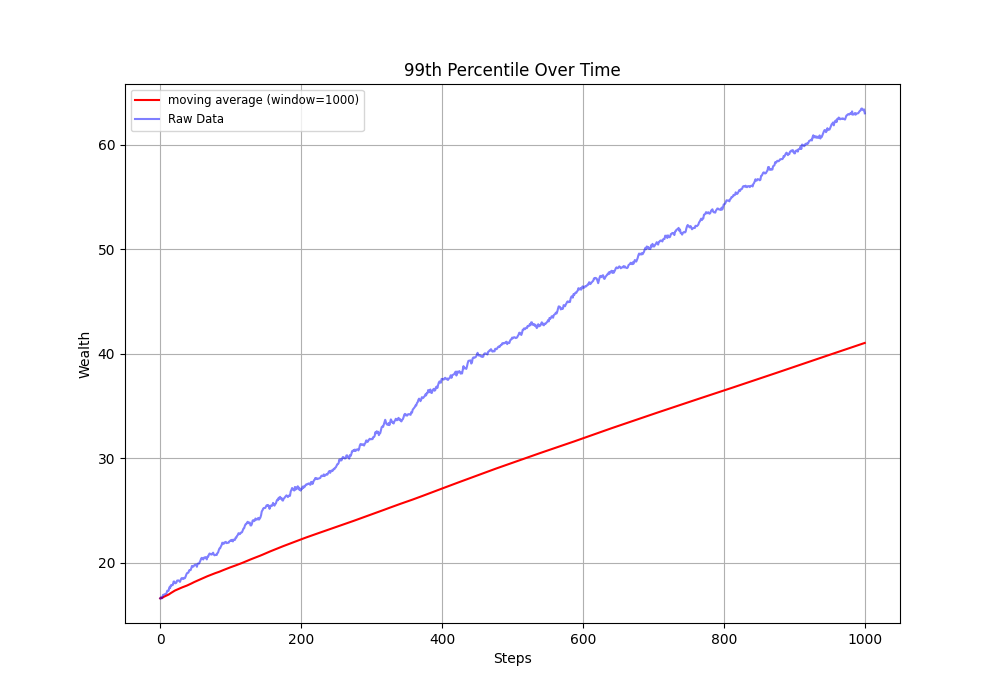 99th Percentile Over Time
moving average (window=1000)
Raw Data
Wealth
60
50
40
30
20
0 200 400 600 800 1000
Steps